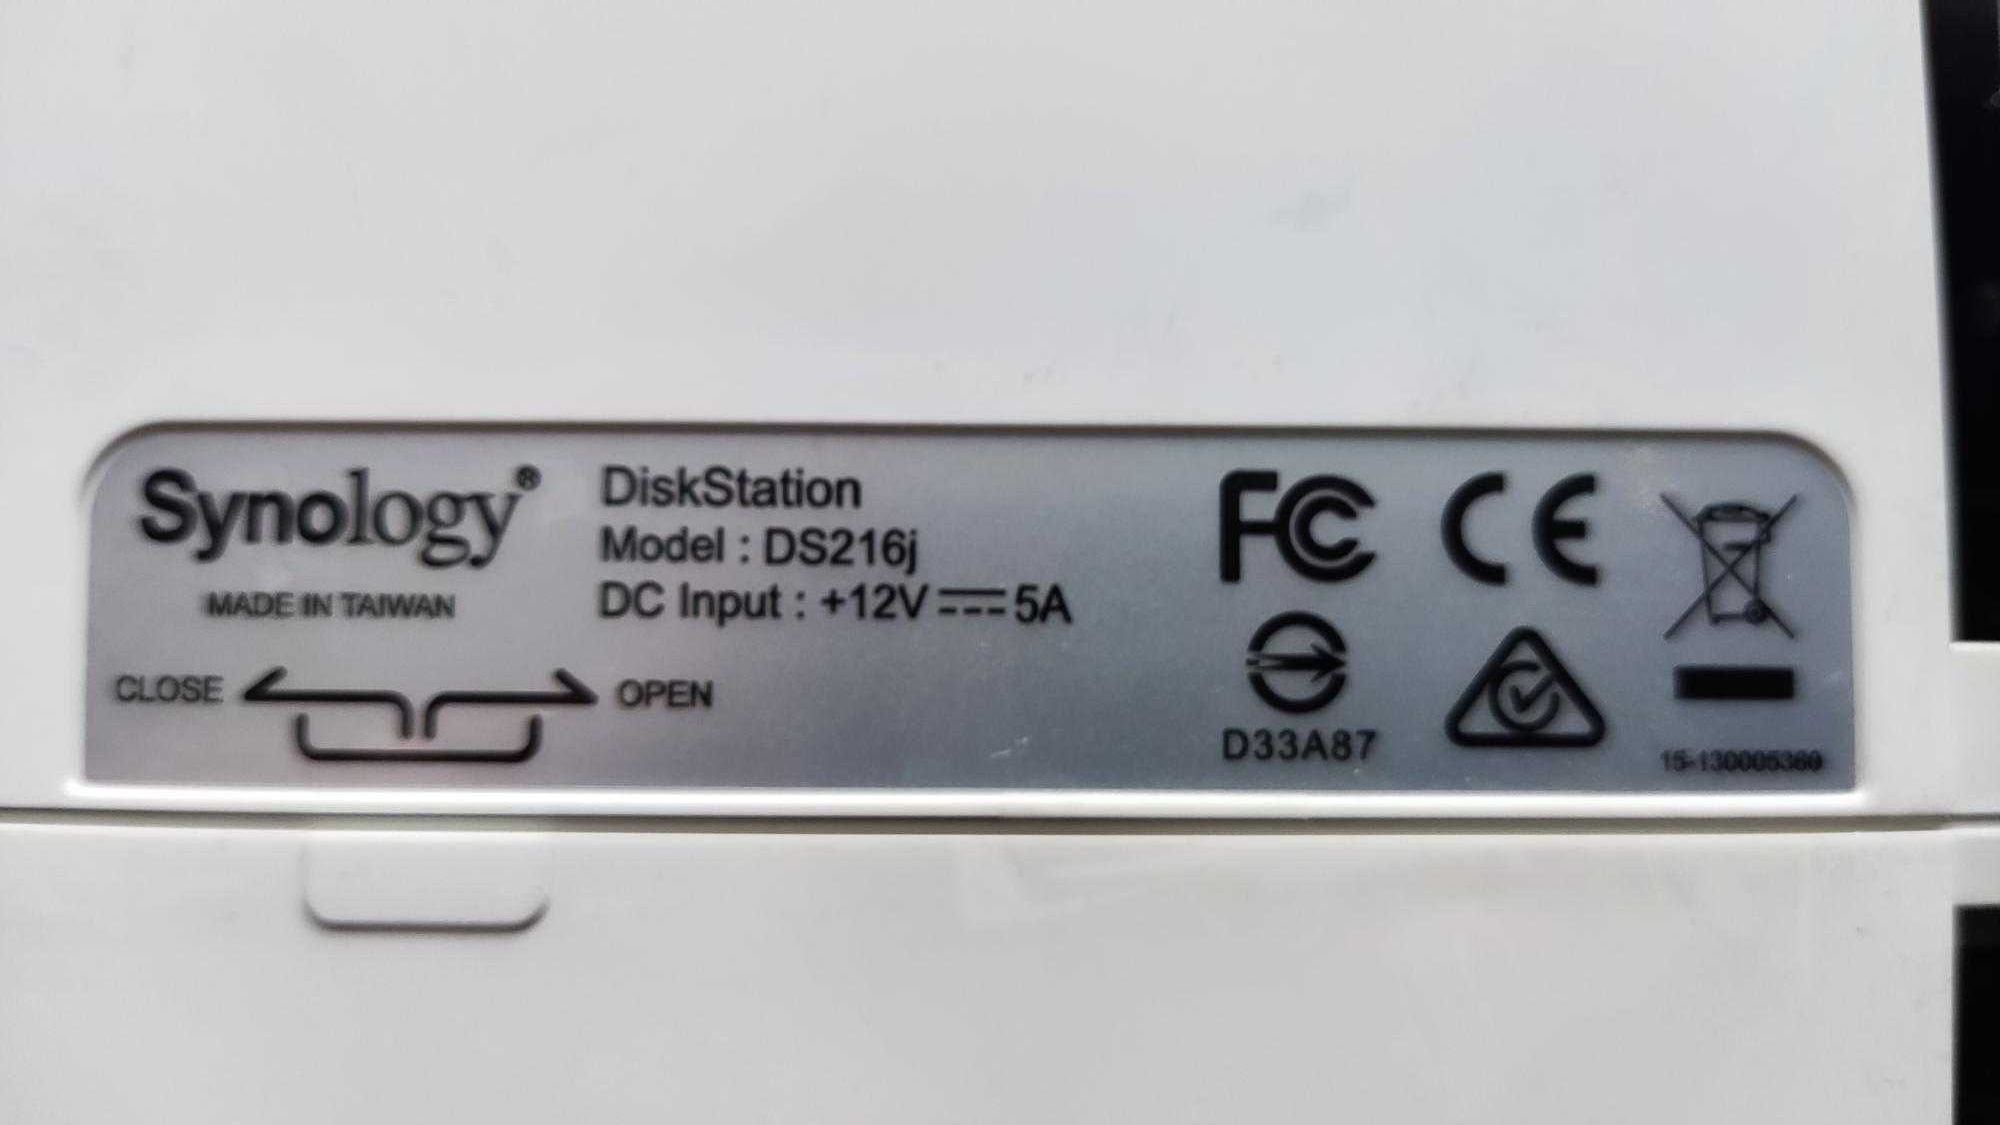 Synology®
MADE IN TAIWAN
DiskStation
Model : DS216j
DC Input : +12V⎓5A
CLOSE
OPEN
FC CE
D33A87